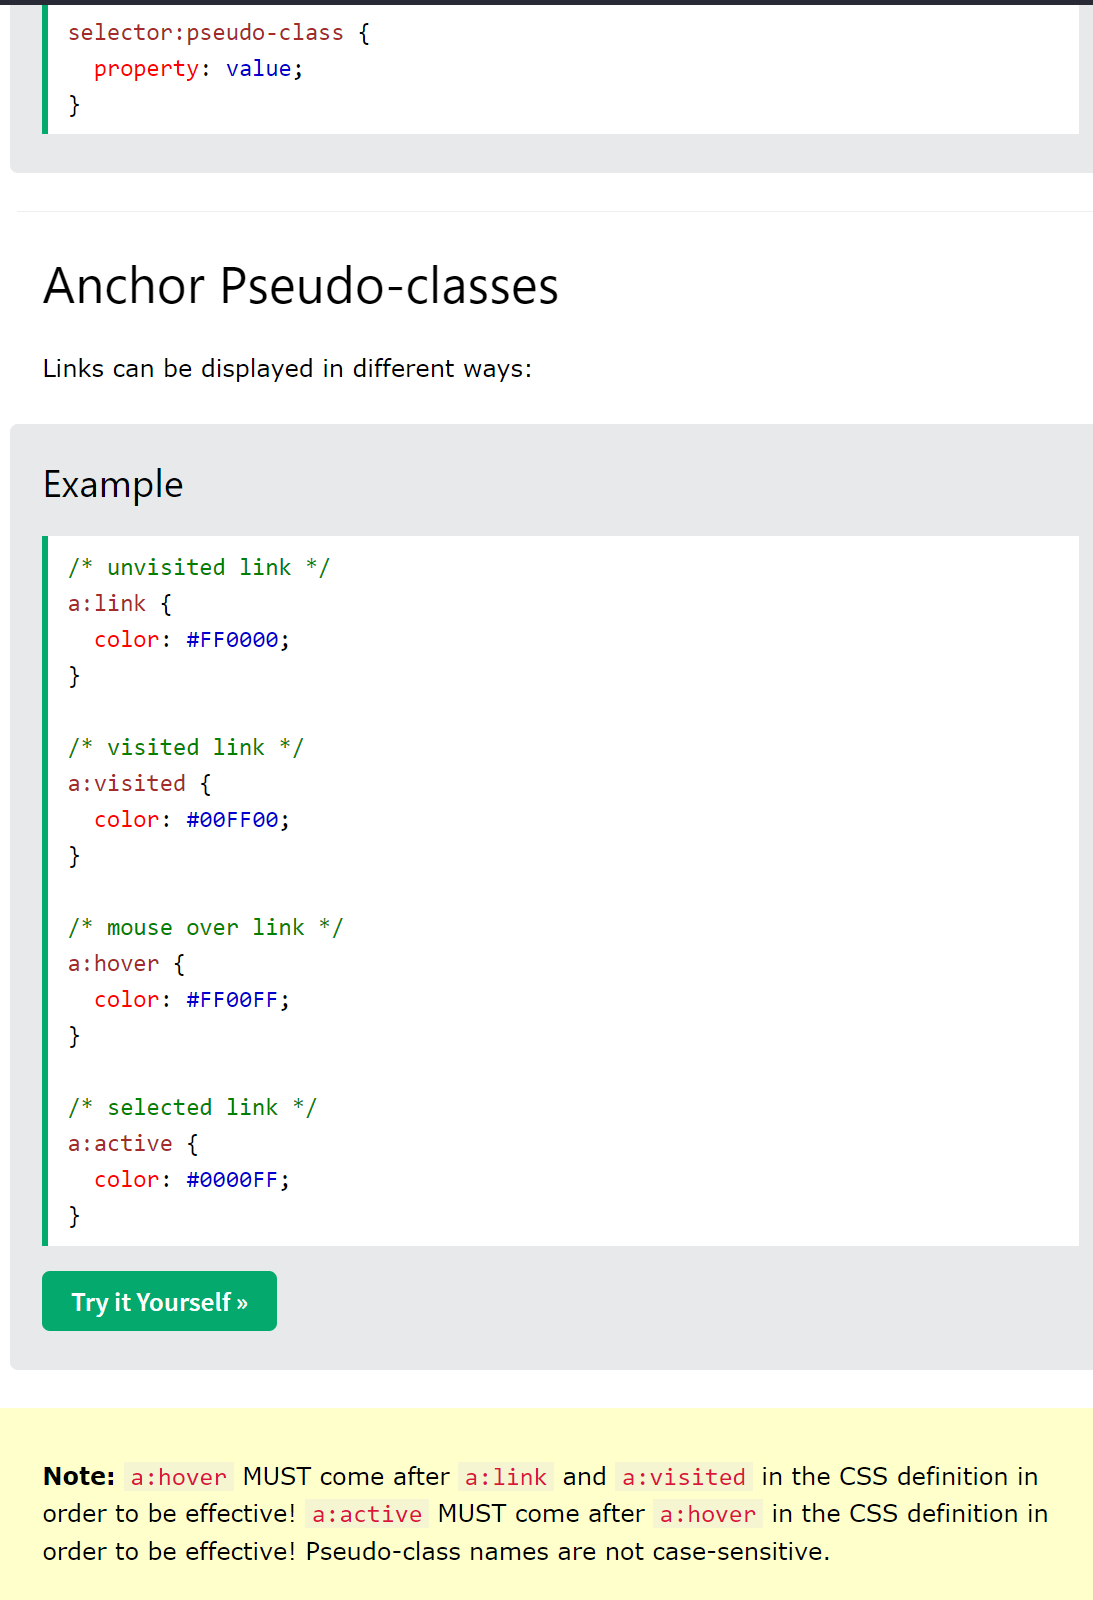 selector:pseudo-class {
  property: value;
}
Anchor Pseudo-classes
Links can be displayed in different ways:
Example
/* unvisited link */
a:link {
  color: #FF0000;
}
/* visited link */
a:visited {
  color: #00FF00;
}
/* mouse over link */
a:hover {
  color: #FF00FF;
}
/* selected link */
a:active {
  color: #0000FF;
}
Try it Yourself »
Note: a:hover MUST come after a:link and a:visited in the CSS definition in
order to be effective! a:active MUST come after a:hover in the CSS definition in
order to be effective! Pseudo-class names are not case-sensitive.